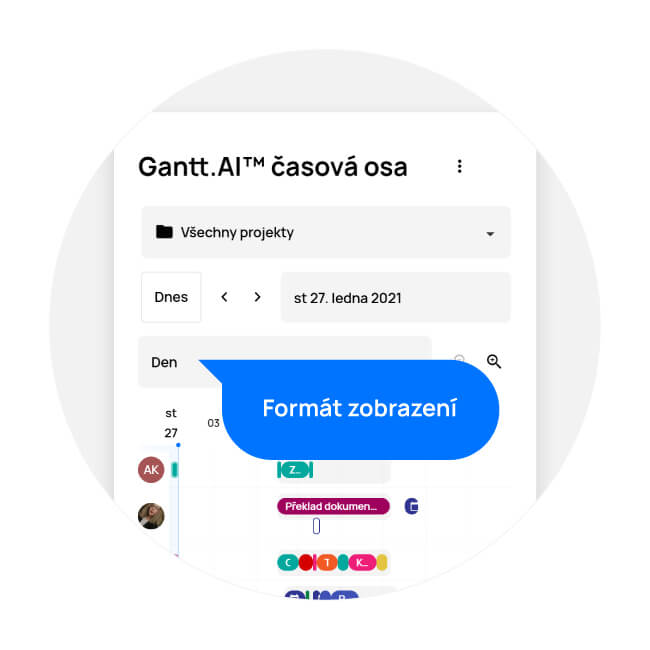 Gantt.AI™ časová osa
Všechny projekty
Dnes
st 27. ledna 2021
Den
Formát zobrazení
st
27
03
AK
Z...
Překlad dokumen...
C
T
K...